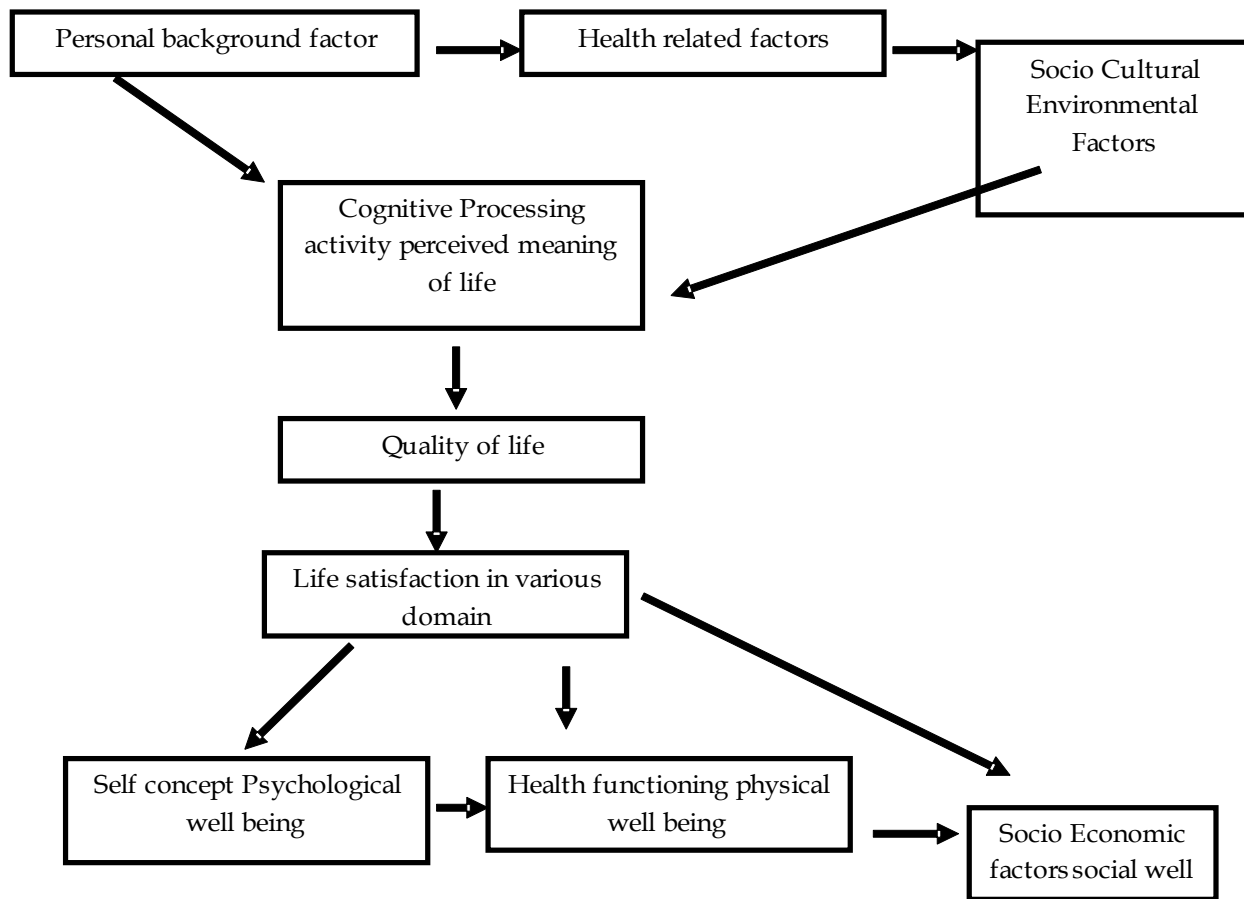 Personal background factor
Health related factors
Socio Cultural
Environmental
Factors
Cognitive Processing
activity perceived meaning
of life
Quality of life
Life satisfaction in various
domain
Self concept Psychological
well being
Health functioning physical
well being
Socio Economic
factors social well